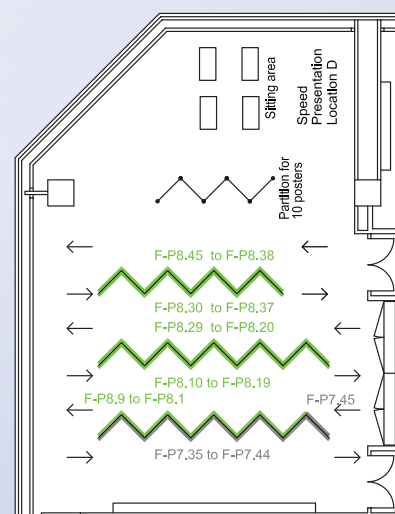 Sitting area
Speed
Presentation
Location D
Partition for
10 posters
F-P8.45 to F-P8.38
F-P8.30 to F-P8.37
F-P8.29 to F-P8.20
F-P8.10 to F-P8.19
F-P8.9 to F-P8.1
F-P7.45
F-P7.35 to F-P7.44